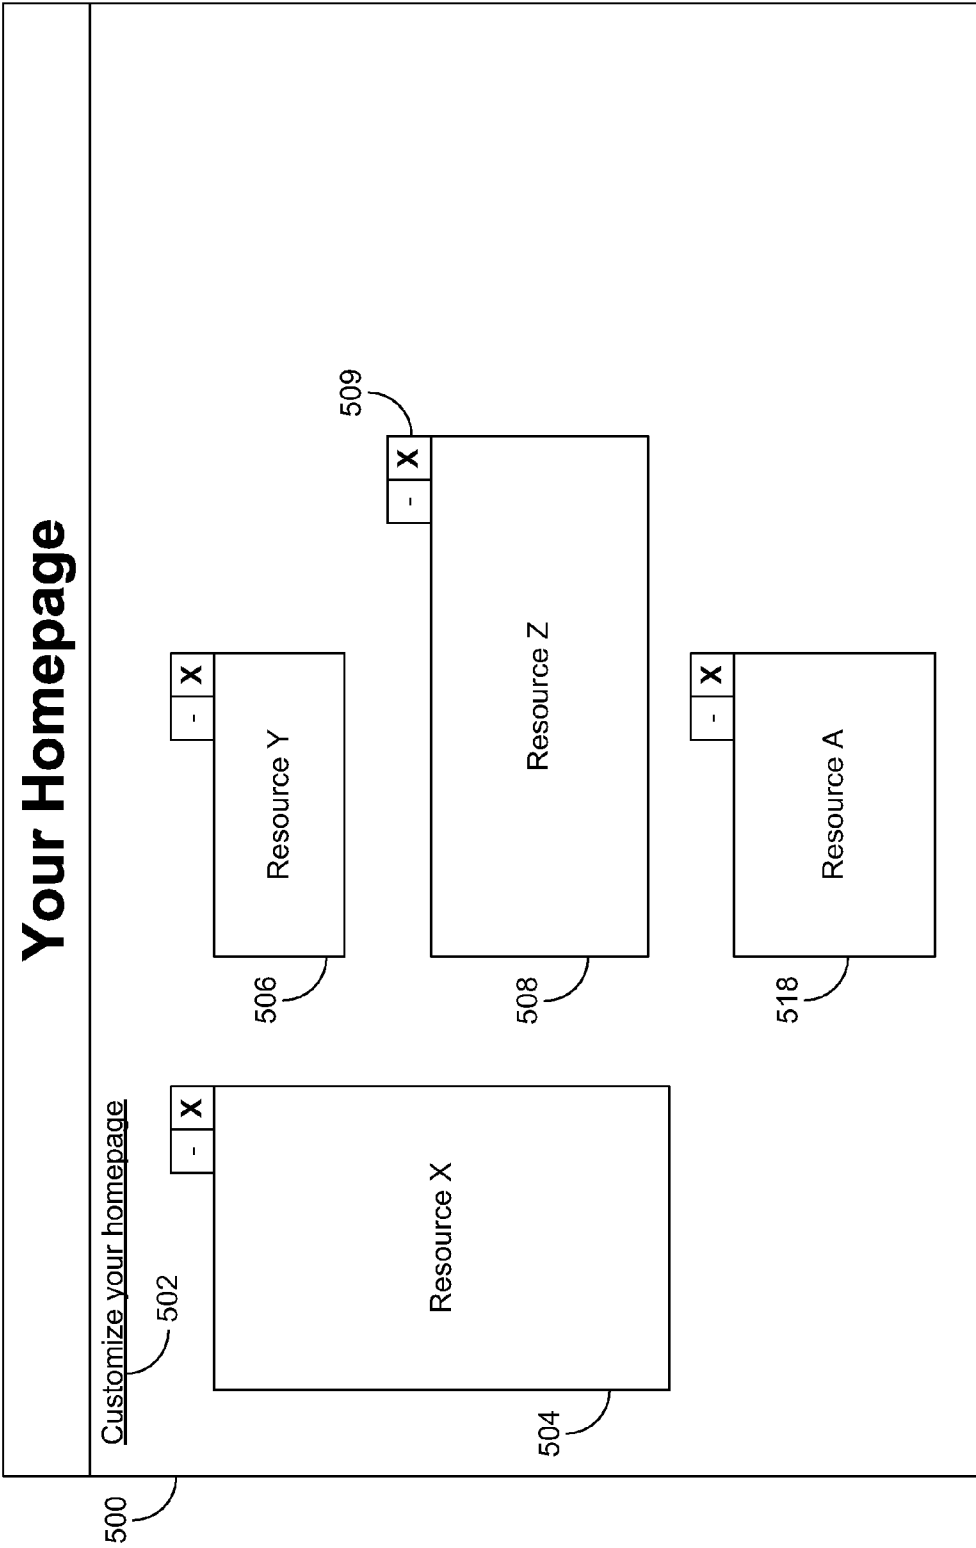 Your Homepage
500
Customize your homepage
502
- X
- X
Resource Y
506
- X
509
Resource X
504
Resource Z
508
- X
Resource A
518